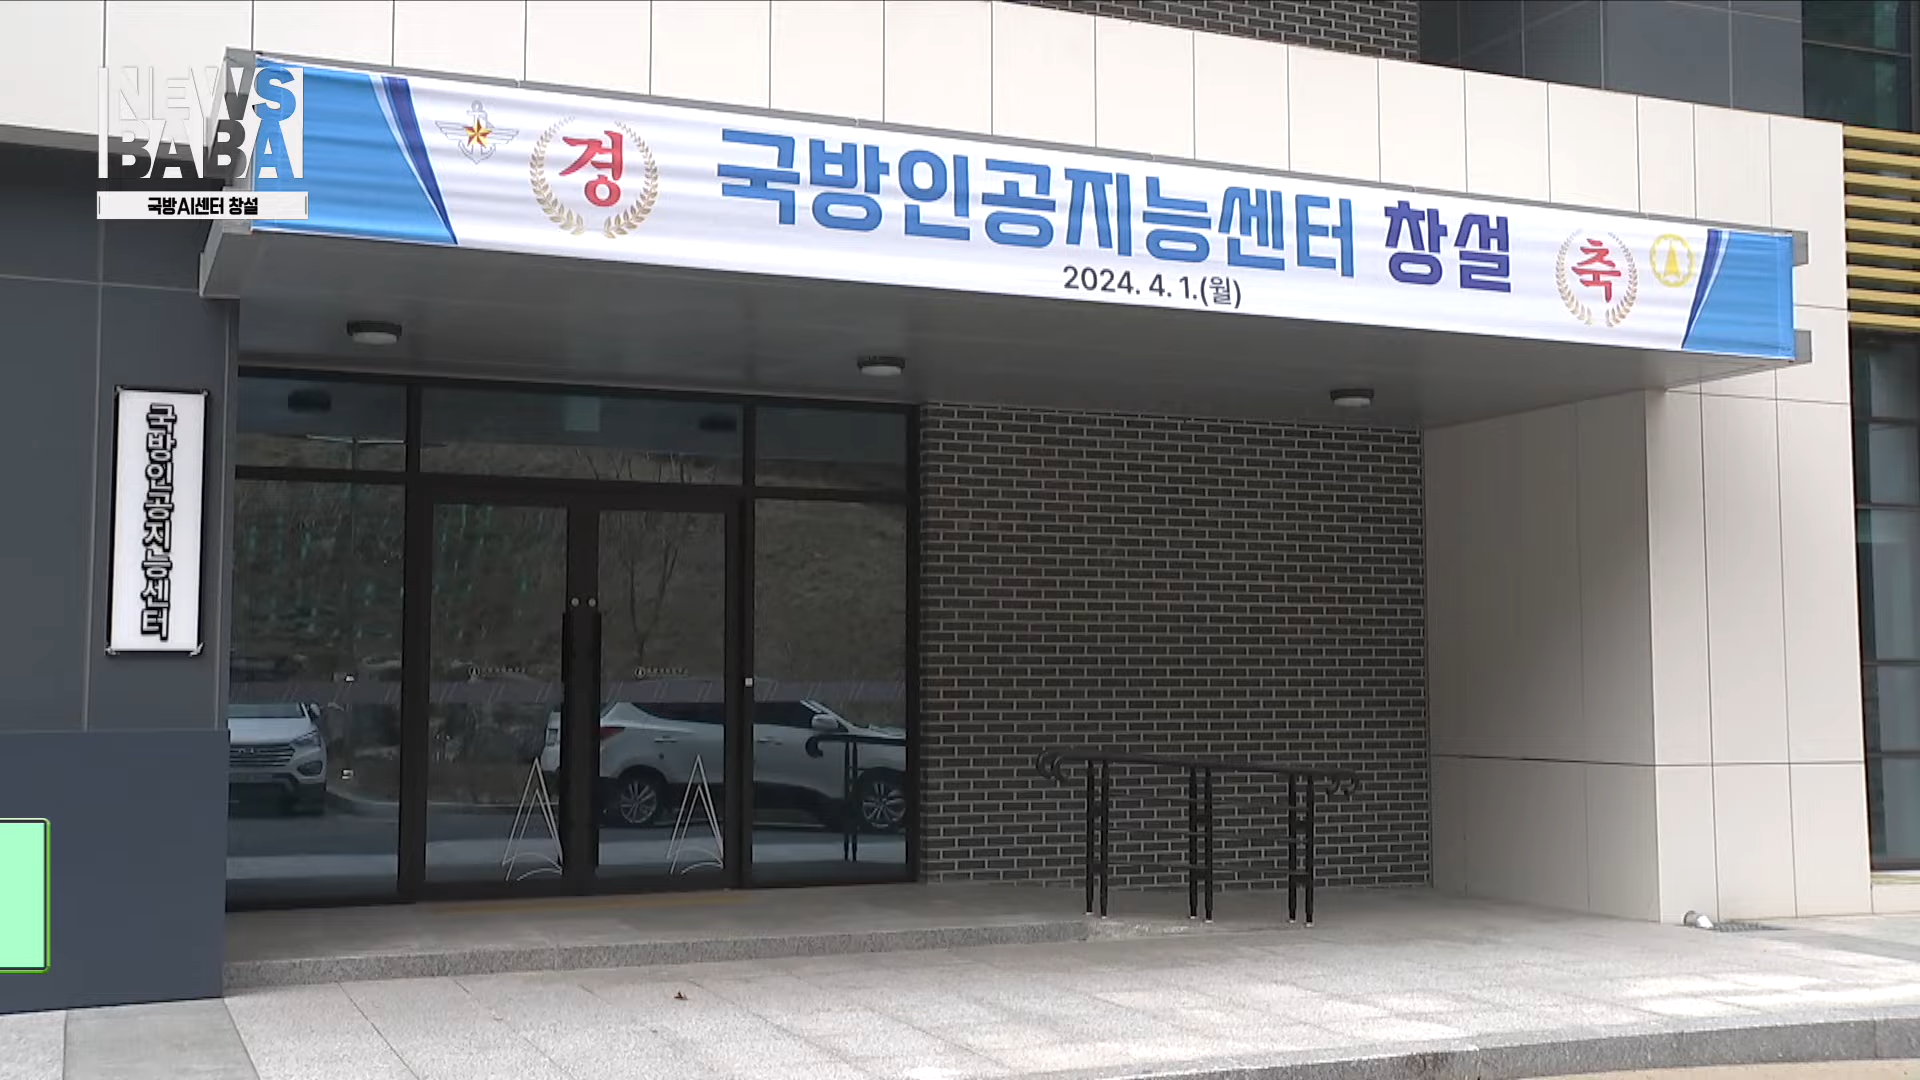 NEWS
BABA
국방AI센터 창설
경 국방인공지능센터 창설 축
2024. 4. 1.(월)
국방인공지능센터